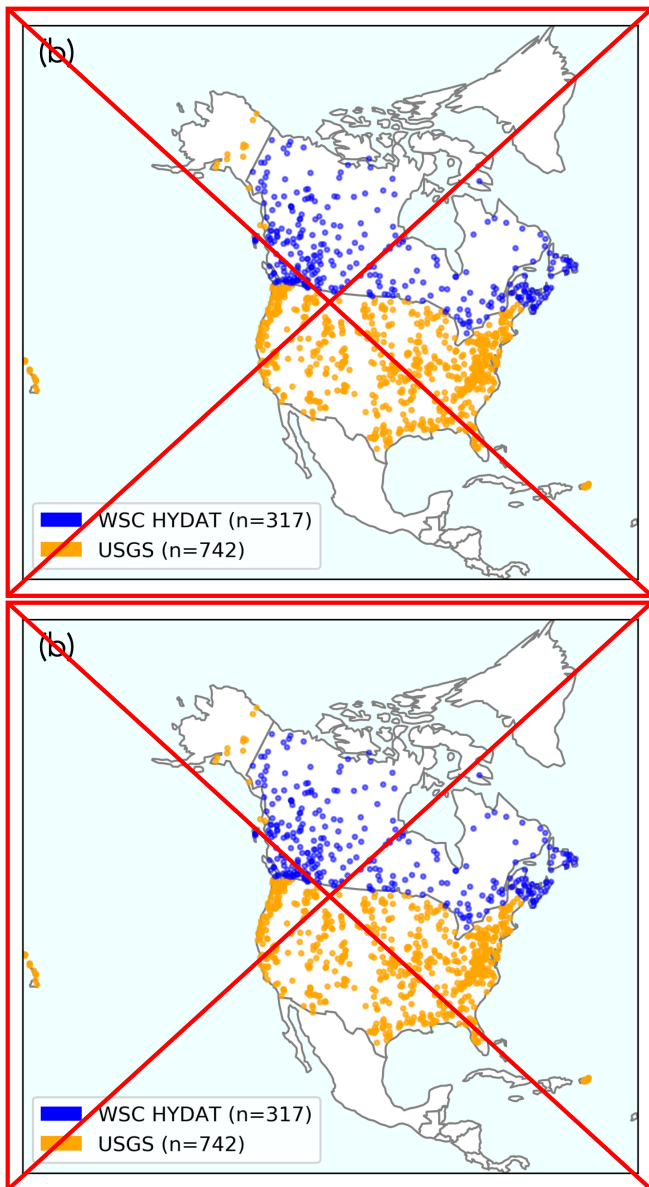 (b)
WSC HYDAT (n=317)
USGS (n=742)
(b)
WSC HYDAT (n=317)
USGS (n=742)